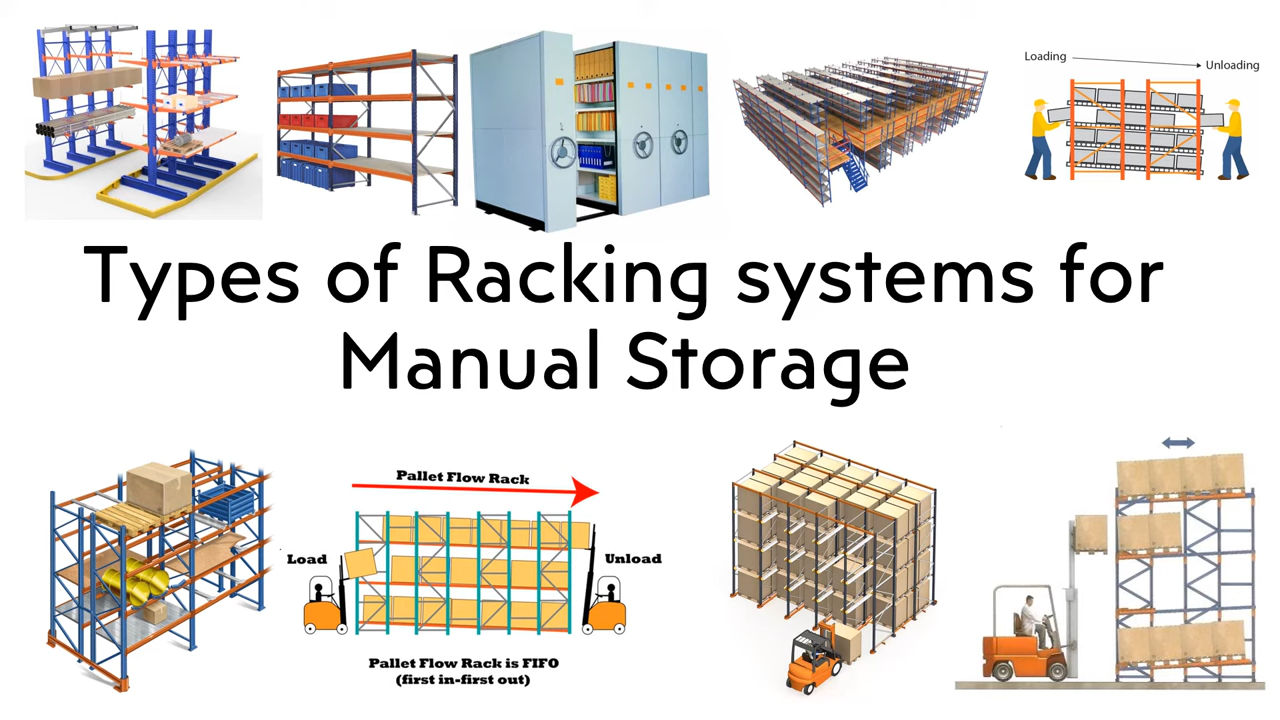 Loading
Unloading
Types of Racking systems for
Manual Storage
Pallet Flow Rack
Load
Unload
Pallet Flow Rack is FIFO
(first in-first out)